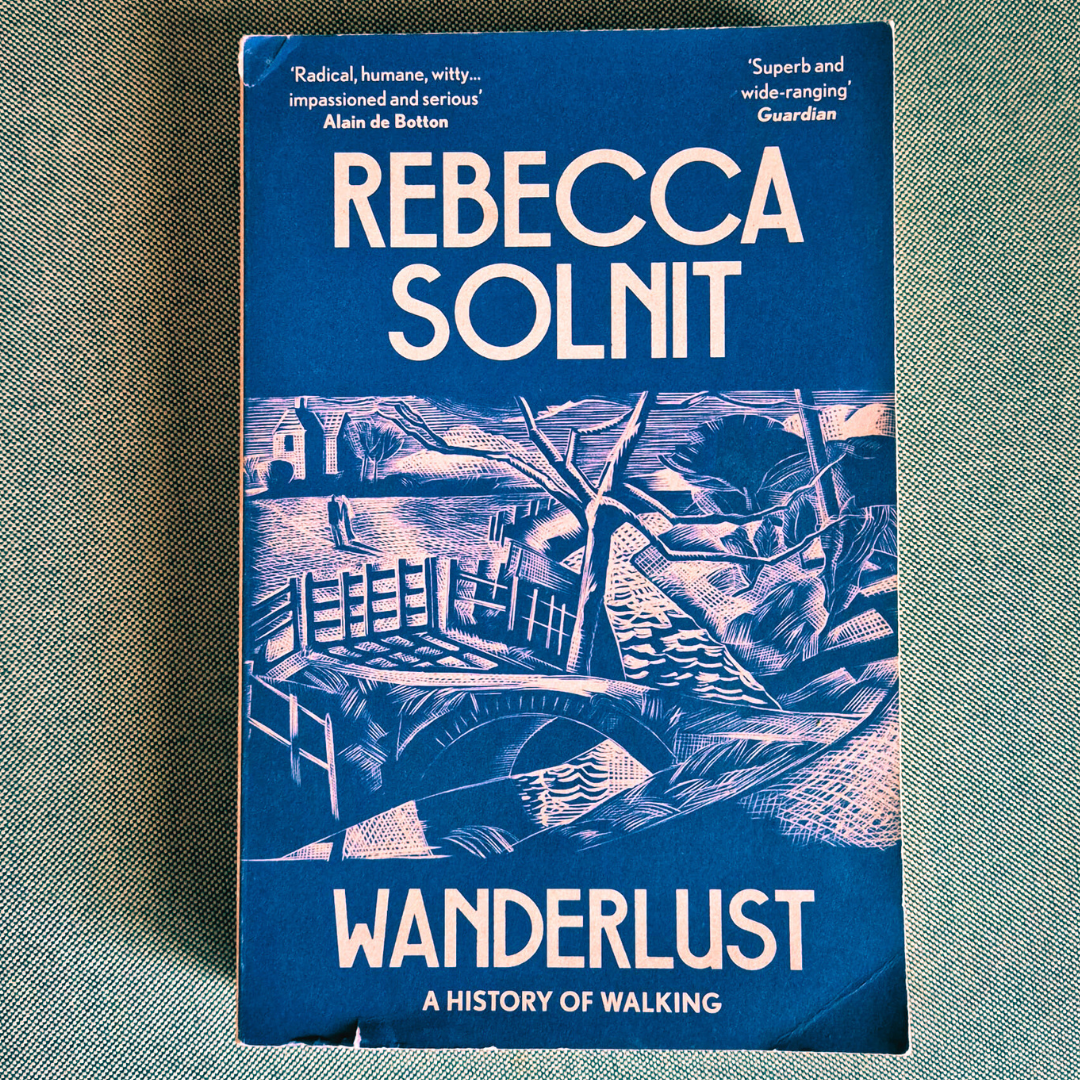 ‘Radical, humane, witty...
impassioned and serious’
Alain de Botton
‘Superb and
wide-ranging’
Guardian
REBECCA
SOLNIT
WANDERLUST
A HISTORY OF WALKING